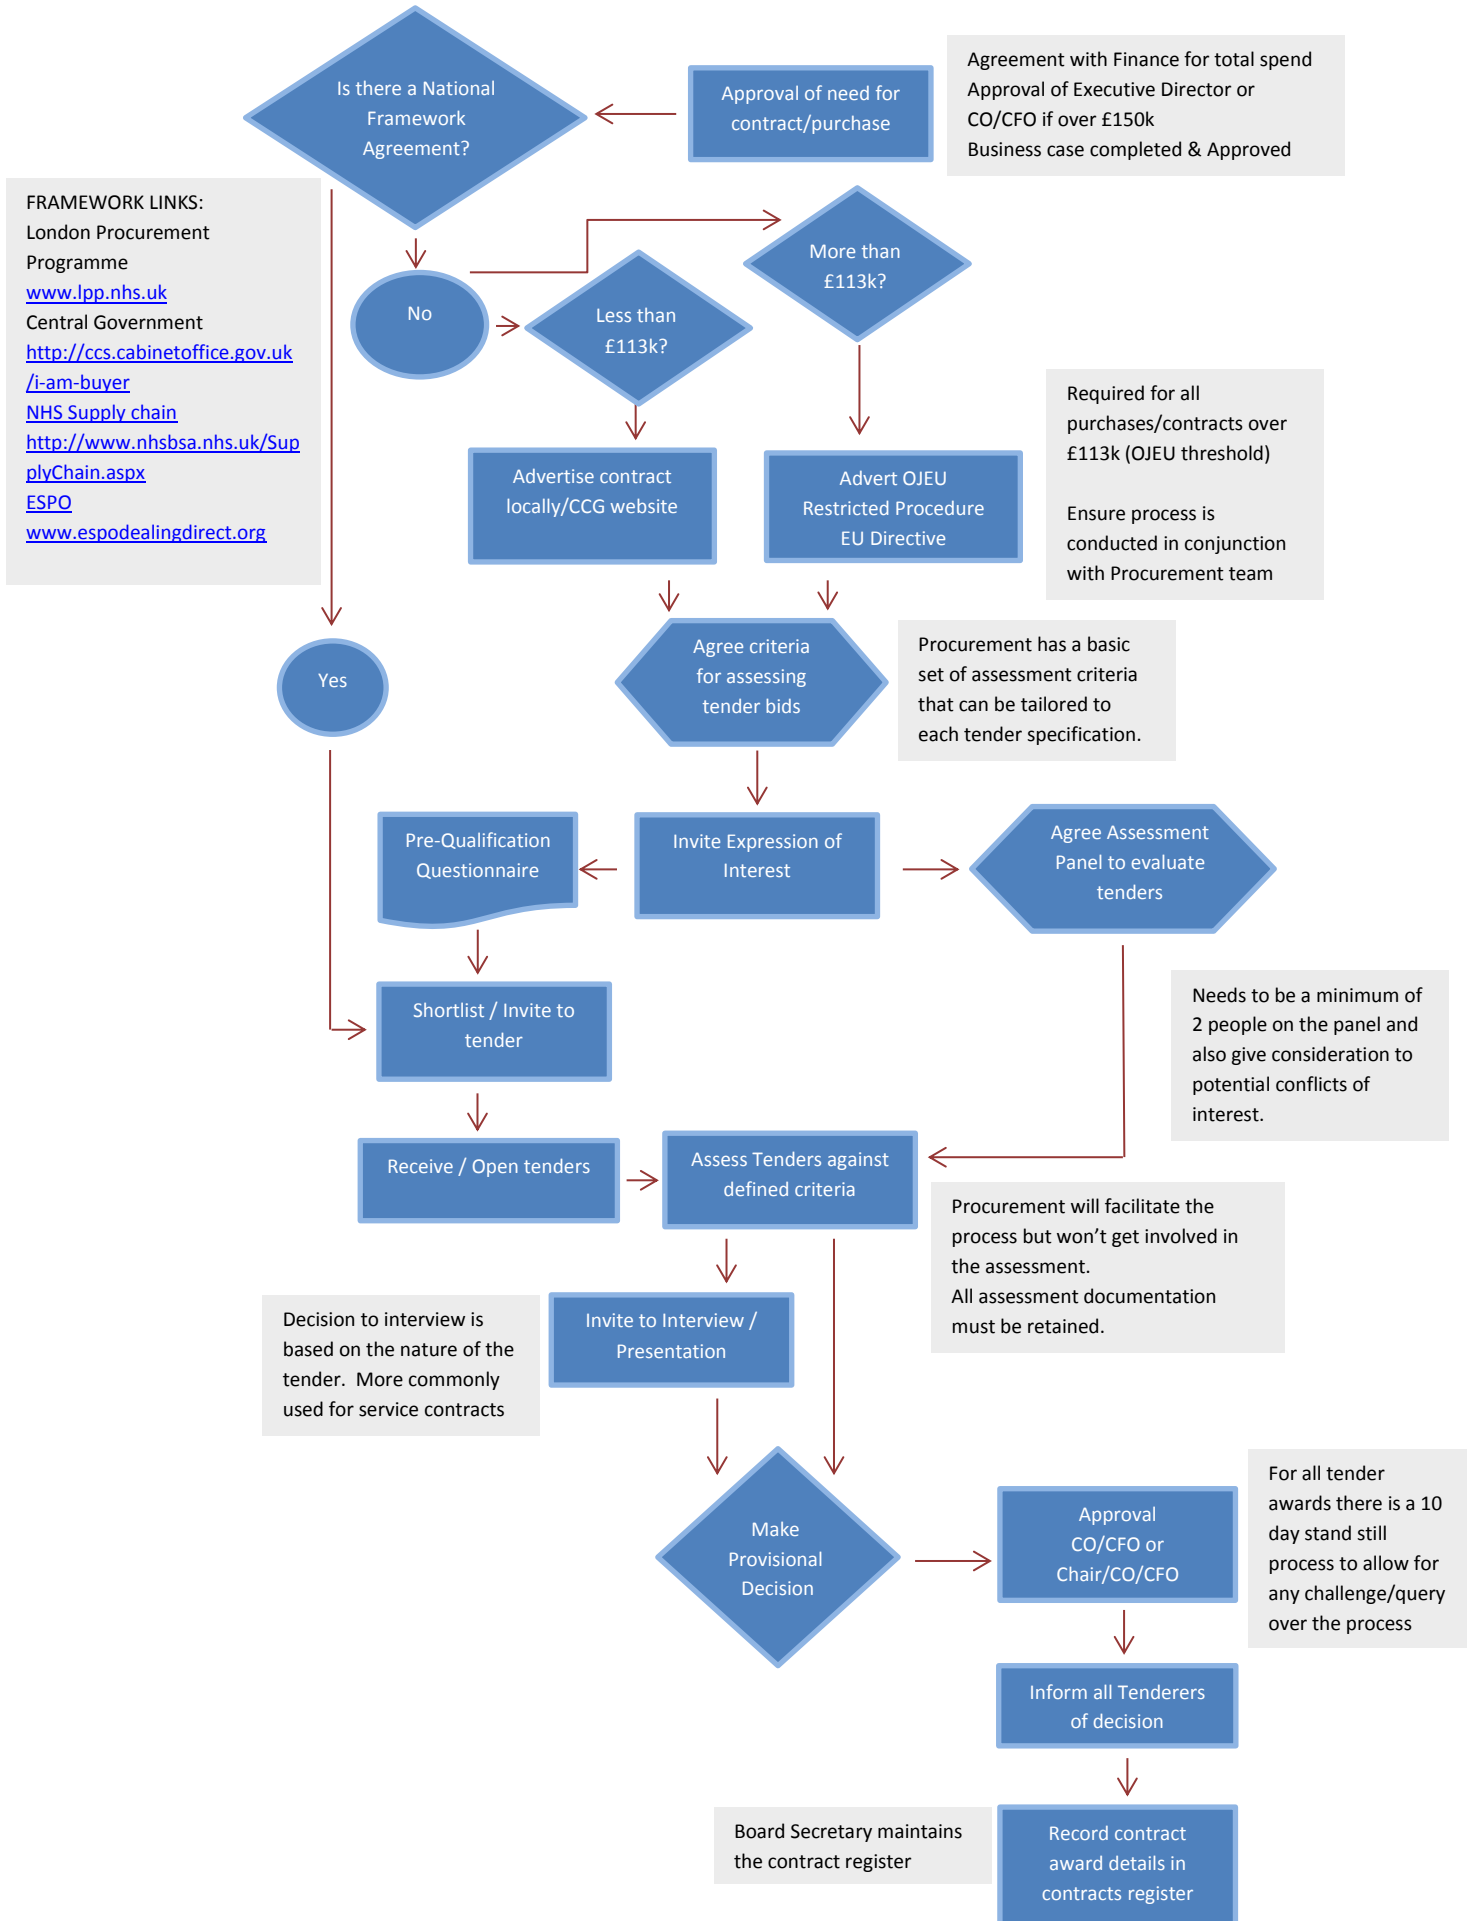 Is there a National
Framework
Agreement?
Approval of need for
contract/purchase
Agreement with Finance for total spend
Approval of Executive Director or
CO/CFO if over £150k
Business case completed & Approved
FRAMEWORK LINKS:
London Procurement
Programme
www.lpp.nhs.uk
Central Government
http://ccs.cabinetoffice.gov.uk
/i-am-buyer
NHS Supply chain
http://www.nhsbsa.nhs.uk/Sup
plyChain.aspx
ESPO
www.espodealingdirect.org
No
Less than
£113k?
More than
£113k?
Advertise contract
locally/CCG website
Advert OJEU
Restricted Procedure
EU Directive
Required for all
purchases/contracts over
£113k (OJEU threshold)
Ensure process is
conducted in conjunction
with Procurement team
Yes
Agree criteria
for assessing
tender bids
Procurement has a basic
set of assessment criteria
that can be tailored to
each tender specification.
Pre-Qualification
Questionnaire
Invite Expression of
Interest
Agree Assessment
Panel to evaluate
tenders
Shortlist / Invite to
tender
Needs to be a minimum of
2 people on the panel and
also give consideration to
potential conflicts of
interest.
Receive / Open tenders
Assess Tenders against
defined criteria
Procurement will facilitate the
process but won’t get involved in
the assessment.
All assessment documentation
must be retained.
Decision to interview is
based on the nature of the
tender.  More commonly
used for service contracts
Invite to Interview /
Presentation
Make
Provisional
Decision
Approval
CO/CFO or
Chair/CO/CFO
For all tender
awards there is a 10
day stand still
process to allow for
any challenge/query
over the process
Inform all Tenderers
of decision
Board Secretary maintains
the contract register
Record contract
award details in
contracts register